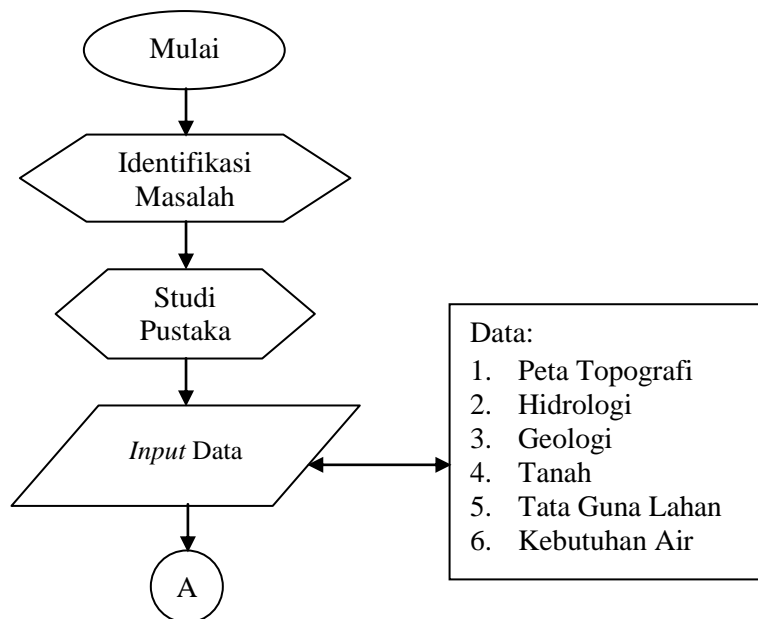 Mulai
Identifikasi
Masalah
Studi
Pustaka
Input Data
A
Data:
1. Peta Topografi
2. Hidrologi
3. Geologi
4. Tanah
5. Tata Guna Lahan
6. Kebutuhan Air